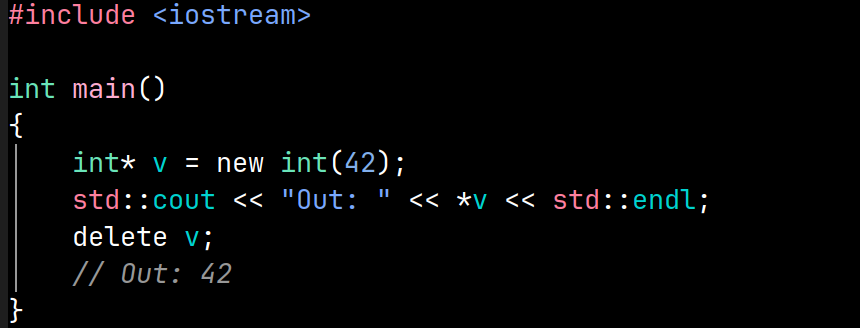 #include <iostream>

int main()
{
    int* v = new int(42);
    std::cout << "Out: " << *v << std::endl;
    delete v;
    // Out: 42
}